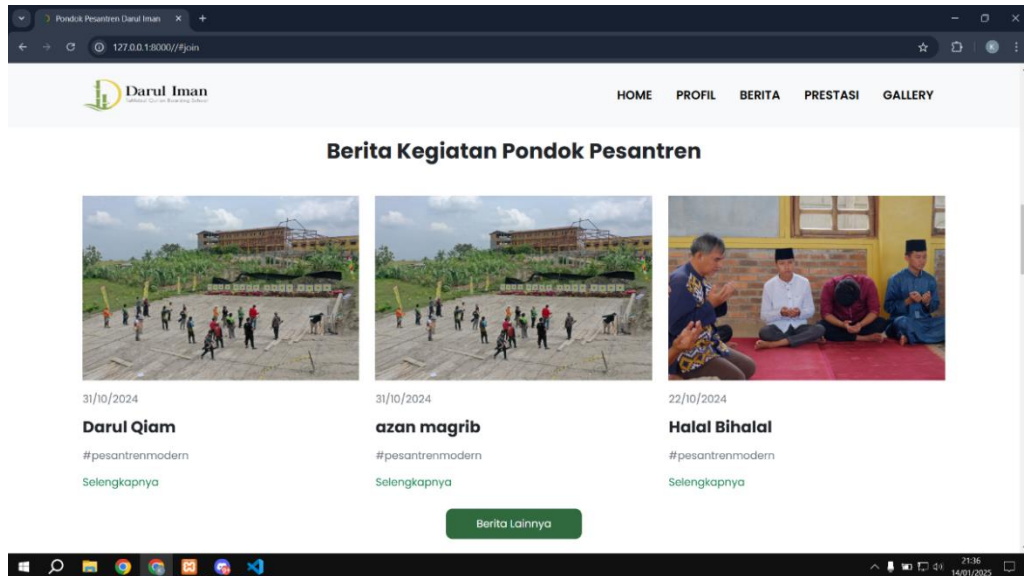 Pondok Pesantren Darul Iman
127.0.0.1:8000//#join
Darul Iman
HOME PROFIL BERITA PRESTASI GALLERY
Berita Kegiatan Pondok Pesantren
31/10/2024 31/10/2024 22/10/2024
Darul Qiam azan magrib Halal Bihalal
#pesantrenmodern #pesantrenmodern #pesantrenmodern
Selengkapnya Selengkapnya Selengkapnya
Berita Lainnya
21:36
14/01/2025